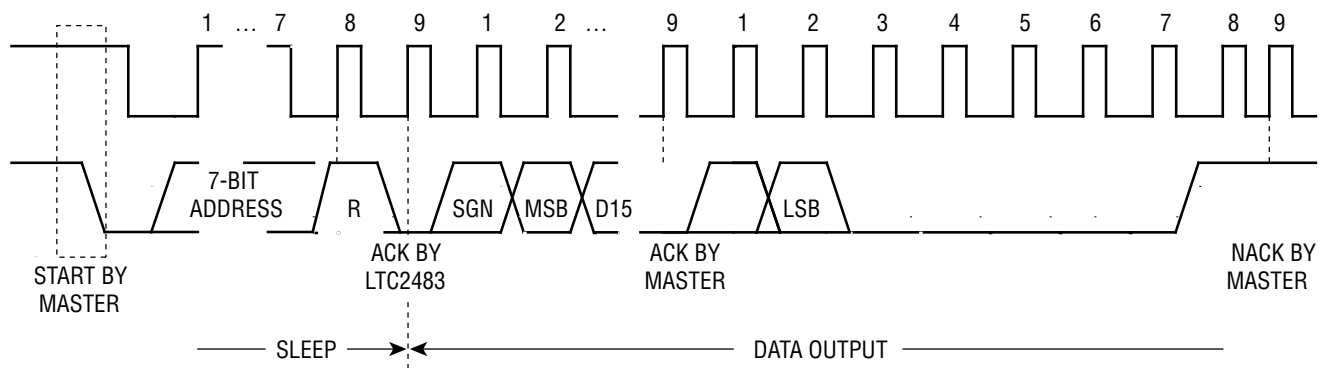 1 ... 7 8 9 1 2 ... 9 1 2 3 4 5 6 7 8 9
7-BIT
ADDRESS
R
SGN
MSB
D15
LSB
START BY
MASTER
ACK BY
LTC2483
ACK BY
MASTER
NACK BY
MASTER
SLEEP
DATA OUTPUT